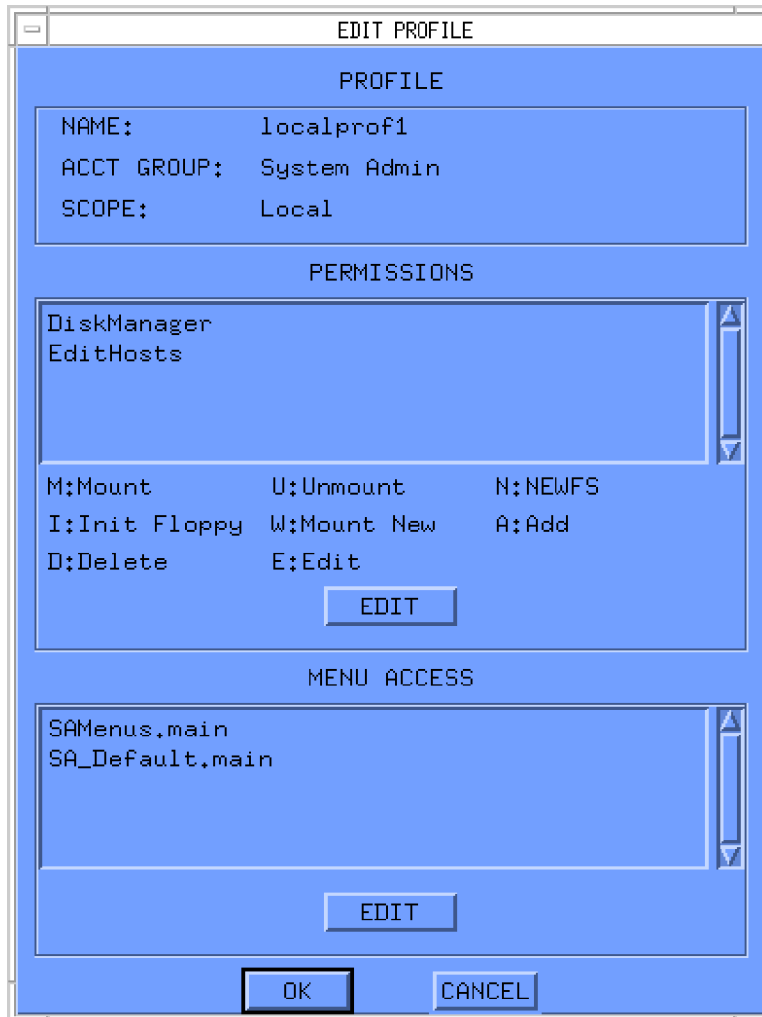 EDIT PROFILE
PROFILE
NAME: localprof1
ACCT GROUP: System Admin
SCOPE: Local
PERMISSIONS
DiskManager
EditHosts
M:Mount U:Unmount N:NEWFS
I:Init Floppy W:Mount New A:Add
D:Delete E:Edit
EDIT
MENU ACCESS
SAMenus.main
SA_Default.main
EDIT
OK CANCEL